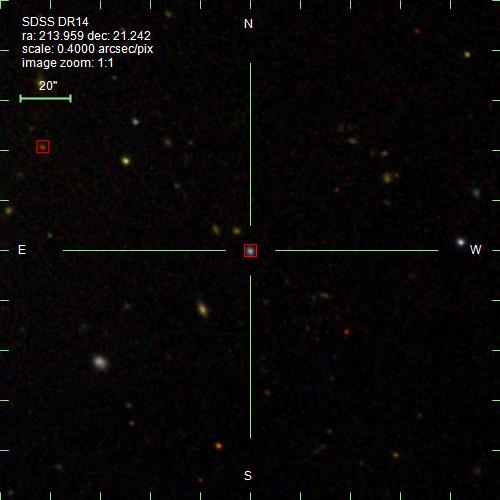 SDSS DR14
ra: 213.959 dec: 21.242
scale: 0.4000 arcsec/pix
image zoom: 1:1
20"
N
E
W
S